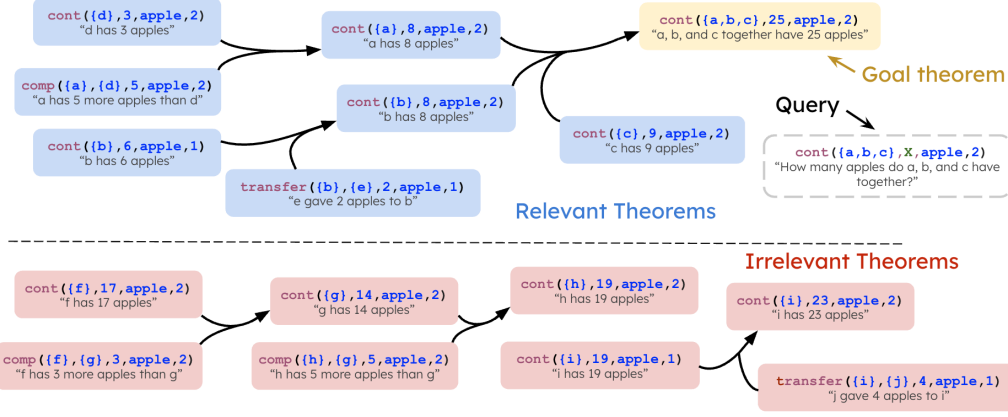 cont({d},3,apple,2)
“d has 3 apples”
comp({a},{d},5,apple,2)
“a has 5 more apples than d”
cont({b},6,apple,1)
“b has 6 apples”
transfer({b},{e},2,apple,1)
“e gave 2 apples to b”
cont({a},8,apple,2)
“a has 8 apples”
cont({b},8,apple,2)
“b has 8 apples”
cont({c},9,apple,2)
“c has 9 apples”
cont({a,b,c},25,apple,2)
“a, b, and c together have 25 apples”
Goal theorem
Query
cont({a,b,c},X,apple,2)
“How many apples do a, b, and c have
together?”
Relevant Theorems
Irrelevant Theorems
cont({f},17,apple,2)
“f has 17 apples”
comp({f},{g},3,apple,2)
“f has 3 more apples than g”
cont({g},14,apple,2)
“g has 14 apples”
comp({h},{g},5,apple,2)
“h has 5 more apples than g”
cont({h},19,apple,2)
“h has 19 apples”
cont({i},19,apple,1)
“i has 19 apples”
cont({i},23,apple,2)
“i has 23 apples”
transfer({i},{j},4,apple,1)
“j gave 4 apples to i”